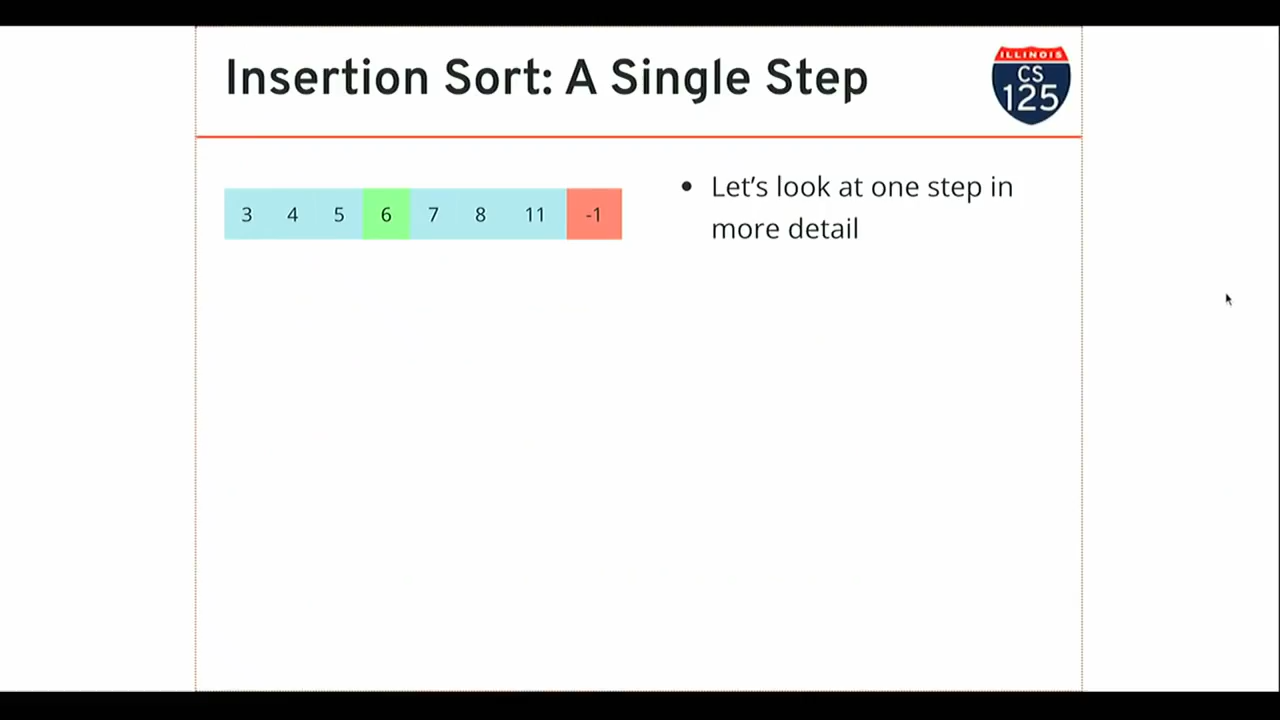 Insertion Sort: A Single Step
ILLINOIS
CS
125
3 4 5 6 7 8 11 -1
• Let's look at one step in
more detail